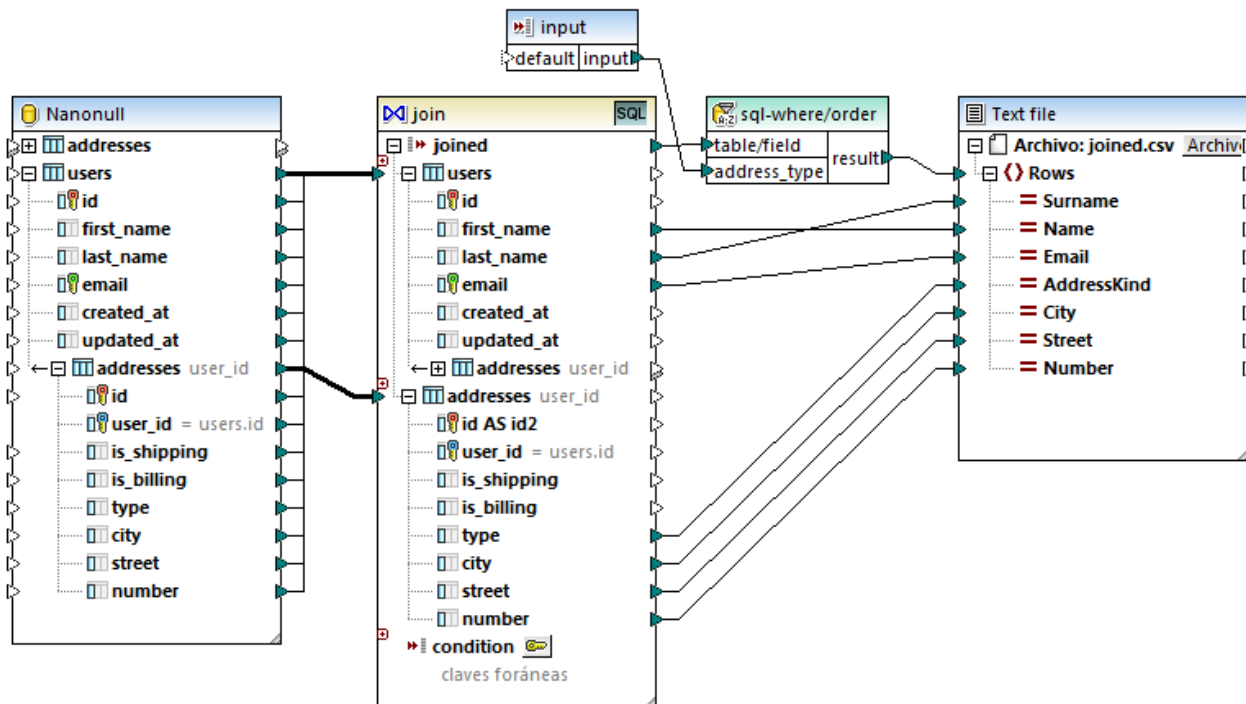 input
default input
Nanonull
addresses
users
id
first_name
last_name
email
created_at
updated_at
addresses user_id
id
user_id = users.id
is_shipping
is_billing
type
city
street
number
join SQL
joined
users
id
first_name
last_name
email
created_at
updated_at
addresses user_id
addresses user_id
id AS id2
user_id = users.id
is_shipping
is_billing
type
city
street
number
condition
claves foráneas
sql-where/order
table/field
address_type
result
Text file
Archivo: joined.csv Archiv
Rows
Surname
Name
Email
AddressKind
City
Street
Number